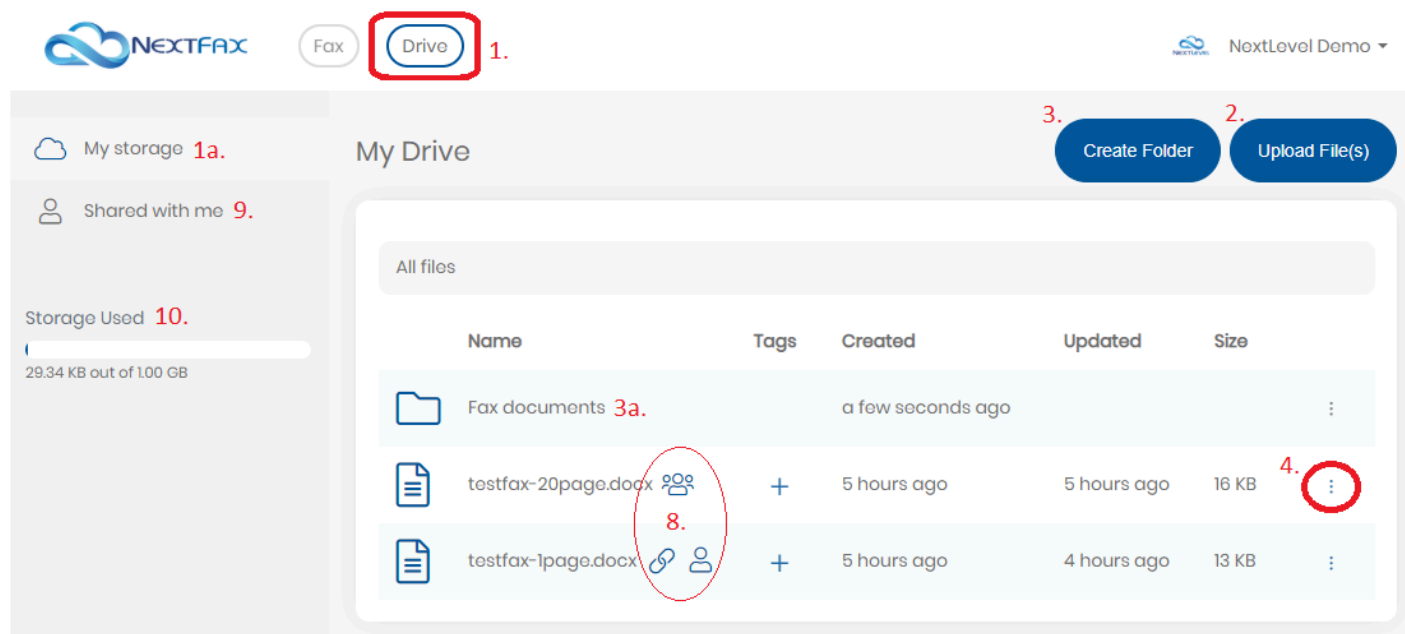 NEXTFAX Fax Drive 1. NEXTLEVEL NextLevel Demo
3. 2.
My storage 1a. My Drive Create Folder Upload File(s)
Shared with me 9.
All files
Storage Used 10.
29.34 KB out of 1.00 GB
Name Tags Created Updated Size
Fax documents 3a. a few seconds ago
4.
testfax-20page.docx + 5 hours ago 5 hours ago 16 KB
8.
testfax-1page.docx + 5 hours ago 4 hours ago 13 KB